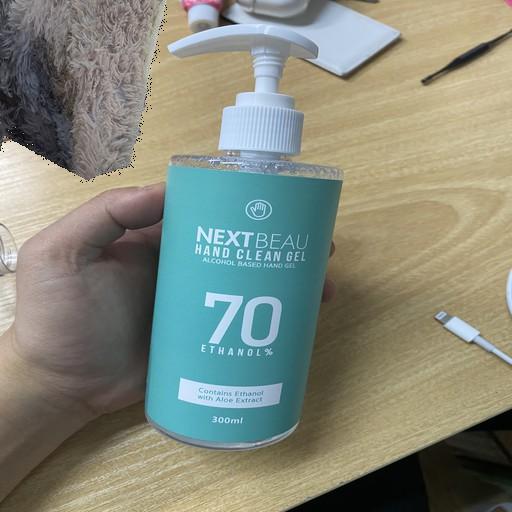 NEXTBEAU
HAND CLEAN GEL
ALCOHOL BASED HAND GEL
70
ETHANOL%
Contains Ethanol
with Aloe Extract
300ml